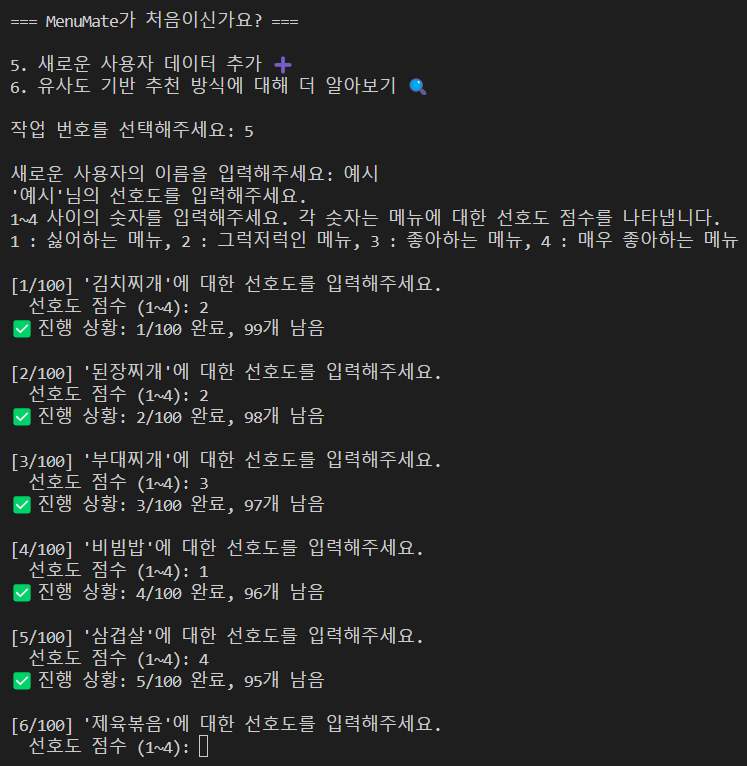 === MenuMate가 처음이신가요? ===
5. 새로운 사용자 데이터 추가 ➕
6. 유사도 기반 추천 방식에 대해 더 알아보기 🔍
작업 번호를 선택해주세요: 5
새로운 사용자의 이름을 입력해주세요: 예시
'예시'님의 선호도를 입력해주세요.
1~4 사이의 숫자를 입력해주세요. 각 숫자는 메뉴에 대한 선호도 점수를 나타냅니다.
1 : 싫어하는 메뉴, 2 : 그럭저럭인 메뉴, 3 : 좋아하는 메뉴, 4 : 매우 좋아하는 메뉴
[1/100] '김치찌개'에 대한 선호도를 입력해주세요.
선호도 점수 (1~4): 2
✅ 진행 상황: 1/100 완료, 99개 남음
[2/100] '된장찌개'에 대한 선호도를 입력해주세요.
선호도 점수 (1~4): 2
✅ 진행 상황: 2/100 완료, 98개 남음
[3/100] '부대찌개'에 대한 선호도를 입력해주세요.
선호도 점수 (1~4): 3
✅ 진행 상황: 3/100 완료, 97개 남음
[4/100] '비빔밥'에 대한 선호도를 입력해주세요.
선호도 점수 (1~4): 1
✅ 진행 상황: 4/100 완료, 96개 남음
[5/100] '삼겹살'에 대한 선호도를 입력해주세요.
선호도 점수 (1~4): 4
✅ 진행 상황: 5/100 완료, 95개 남음
[6/100] '제육볶음'에 대한 선호도를 입력해주세요.
선호도 점수 (1~4):